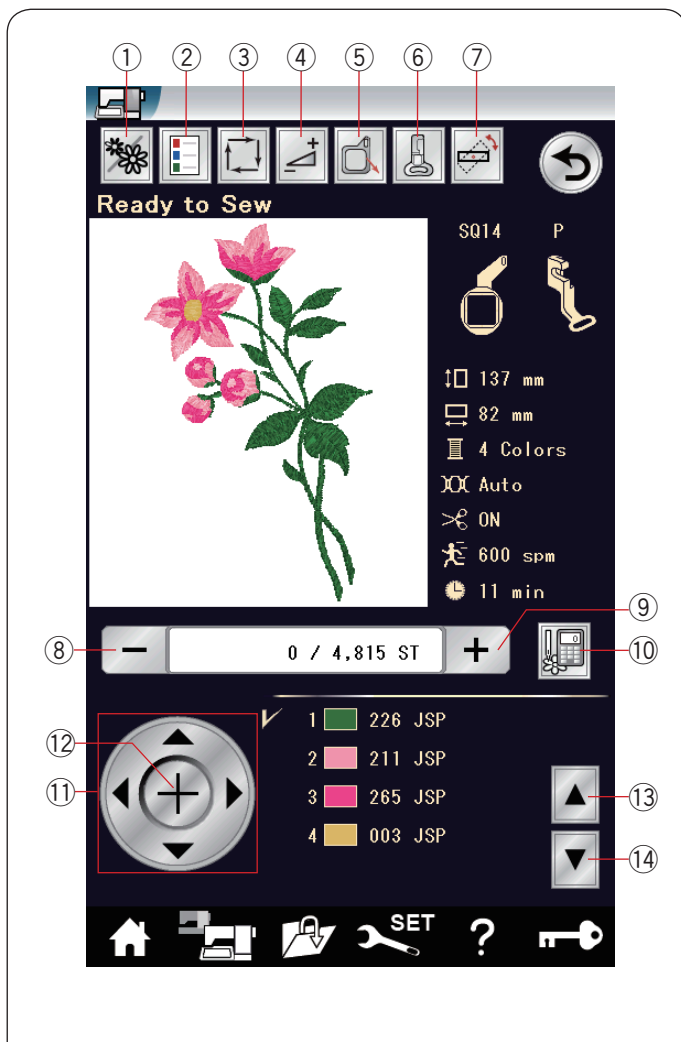 ① ② ③ ④ ⑤ ⑥ ⑦
Ready to Sew
SQ14 P
137 mm
82 mm
4 Colors
Auto
ON
600 spm
11 min
⑧ − 0 / 4,815 ST + ⑨
⑩
1 226 JSP
2 211 JSP
3 265 JSP
4 003 JSP
⑫
⑪
⑬
⑭
SET
?